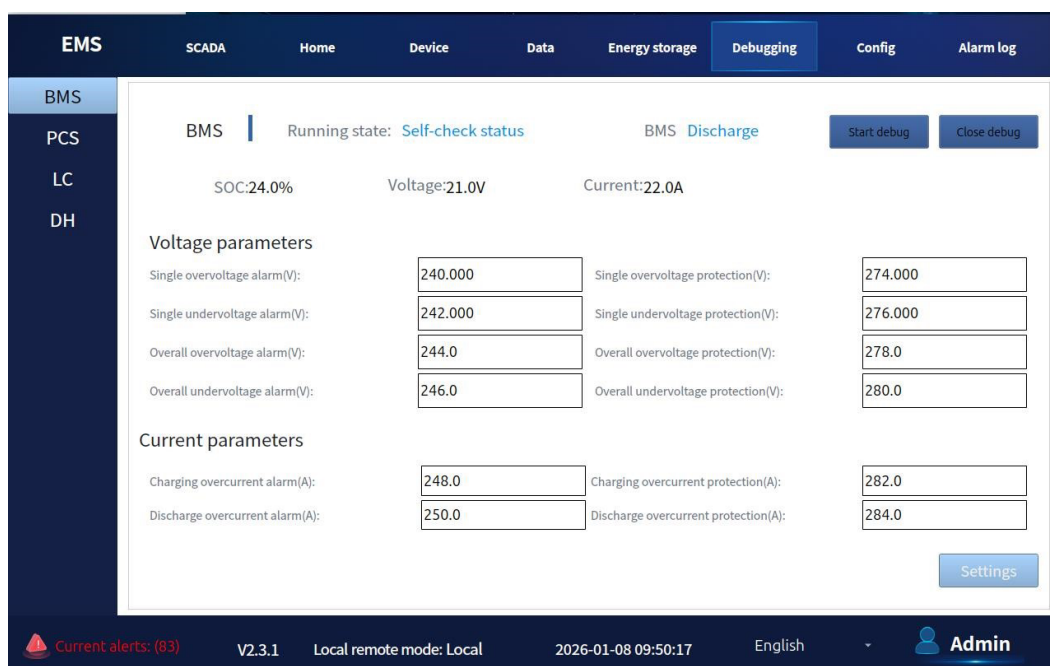 EMS SCADA Home Device Data Energy storage Debugging Config Alarm log
BMS
PCS
LC
DH
BMS Running state: Self-check status BMS Discharge Start debug Close debug
SOC:24.0% Voltage:21.0V Current:22.0A
Voltage parameters
Single overvoltage alarm(V): 240.000 Single overvoltage protection(V): 274.000
Single undervoltage alarm(V): 242.000 Single undervoltage protection(V): 276.000
Overall overvoltage alarm(V): 244.0 Overall overvoltage protection(V): 278.0
Overall undervoltage alarm(V): 246.0 Overall undervoltage protection(V): 280.0
Current parameters
Charging overcurrent alarm(A): 248.0 Charging overcurrent protection(A): 282.0
Discharge overcurrent alarm(A): 250.0 Discharge overcurrent protection(A): 284.0
Settings
Current alerts: (83) V2.3.1 Local remote mode: Local 2026-01-08 09:50:17 English Admin